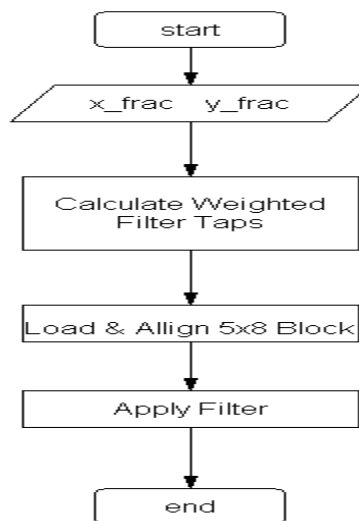 start
x_frac y_frac
Calculate Weighted
Filter Taps
Load & Allign 5x8 Block
Apply Filter
end